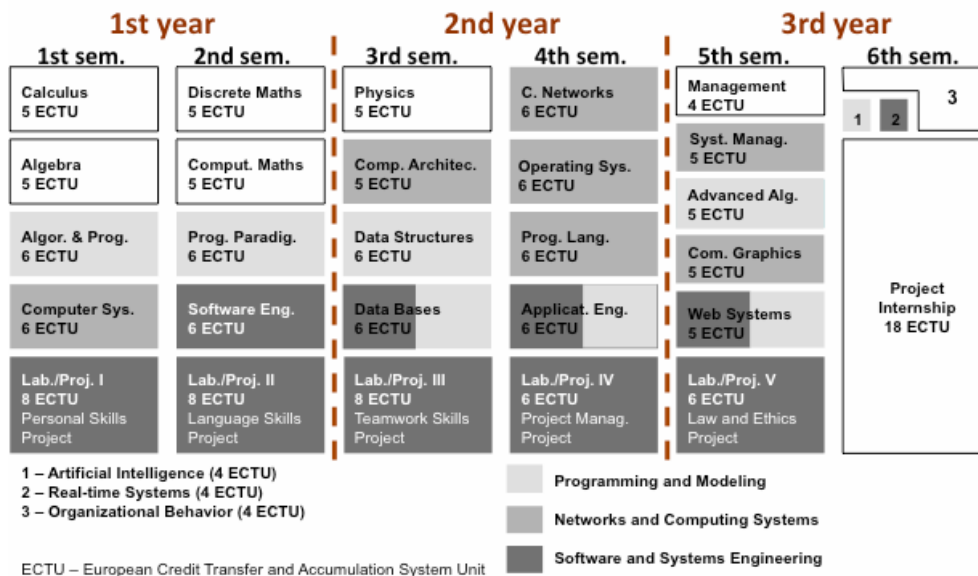 1st year
2nd year
3rd year
1st sem.
2nd sem.
3rd sem.
4th sem.
5th sem.
6th sem.
Calculus
5 ECTU
Discrete Maths
5 ECTU
Physics
5 ECTU
C. Networks
6 ECTU
Management
4 ECTU
3
1
2
Algebra
5 ECTU
Comput. Maths
5 ECTU
Comp. Architec.
5 ECTU
Operating Sys.
6 ECTU
Syst. Manag.
5 ECTU
Advanced Alg.
5 ECTU
Algor. & Prog.
6 ECTU
Prog. Paradig.
6 ECTU
Data Structures
6 ECTU
Prog. Lang.
6 ECTU
Com. Graphics
5 ECTU
Computer Sys.
6 ECTU
Software Eng.
6 ECTU
Data Bases
6 ECTU
Applicat. Eng.
6 ECTU
Web Systems
5 ECTU
Project
Internship
18 ECTU
Lab./Proj. I
8 ECTU
Personal Skills
Project
Lab./Proj. II
8 ECTU
Language Skills
Project
Lab./Proj. III
8 ECTU
Teamwork Skills
Project
Lab./Proj. IV
6 ECTU
Project Manag.
Project
Lab./Proj. V
6 ECTU
Law and Ethics
Project
1 – Artificial Intelligence (4 ECTU)
2 – Real-time Systems (4 ECTU)
3 – Organizational Behavior (4 ECTU)
Programming and Modeling
Networks and Computing Systems
Software and Systems Engineering
ECTU – European Credit Transfer and Accumulation System Unit